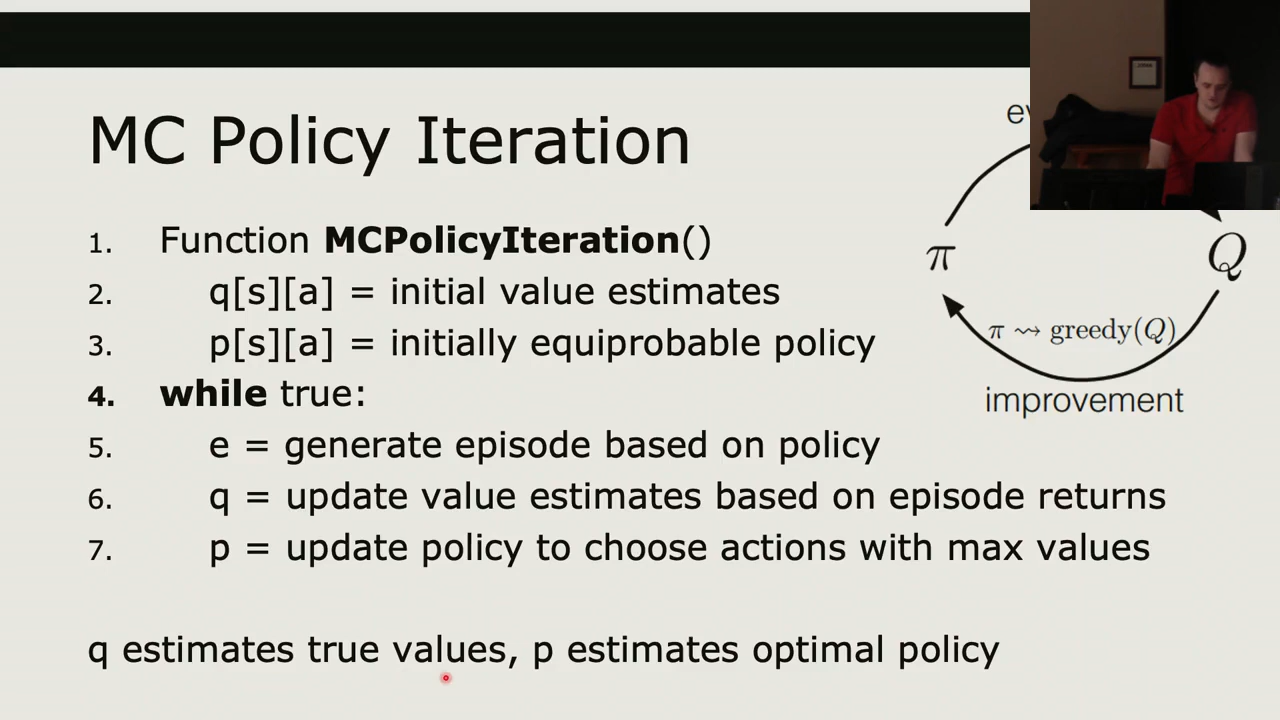 MC Policy Iteration
1. Function MCPolicyIteration()
2. q[s][a] = initial value estimates
3. p[s][a] = initially equiprobable policy
4. while true:
5. e = generate episode based on policy
6. q = update value estimates based on episode returns
7. p = update policy to choose actions with max values
q estimates true values, p estimates optimal policy
π
Q
π ⇝ greedy(Q)
improvement